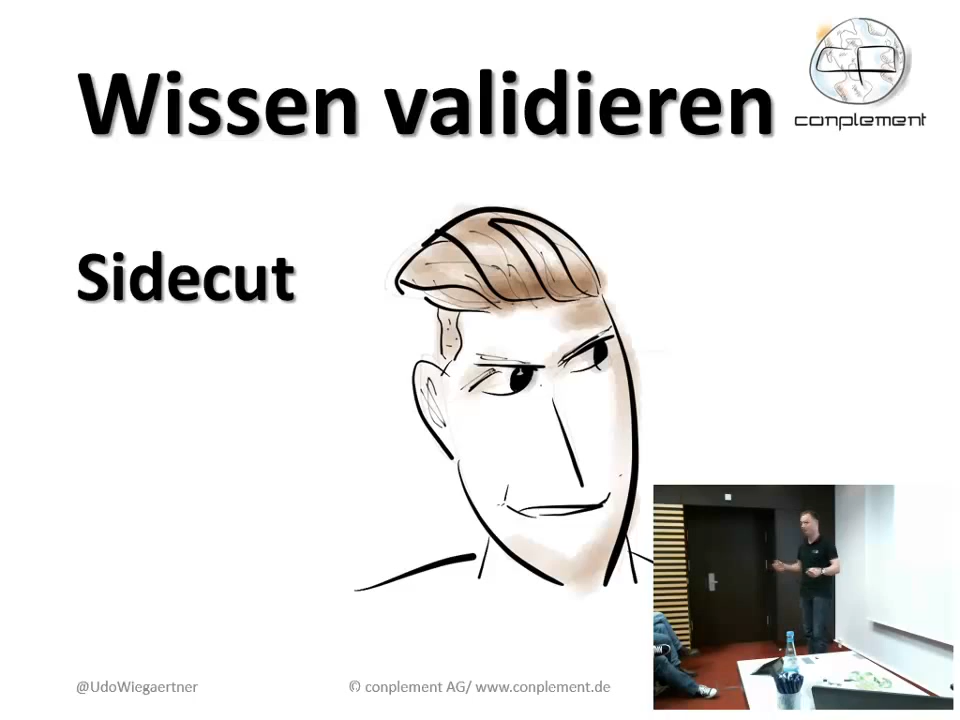 Wissen validieren
conplement
Sidecut
@UdoWiegaertner
© conplement AG/ www.conplement.de